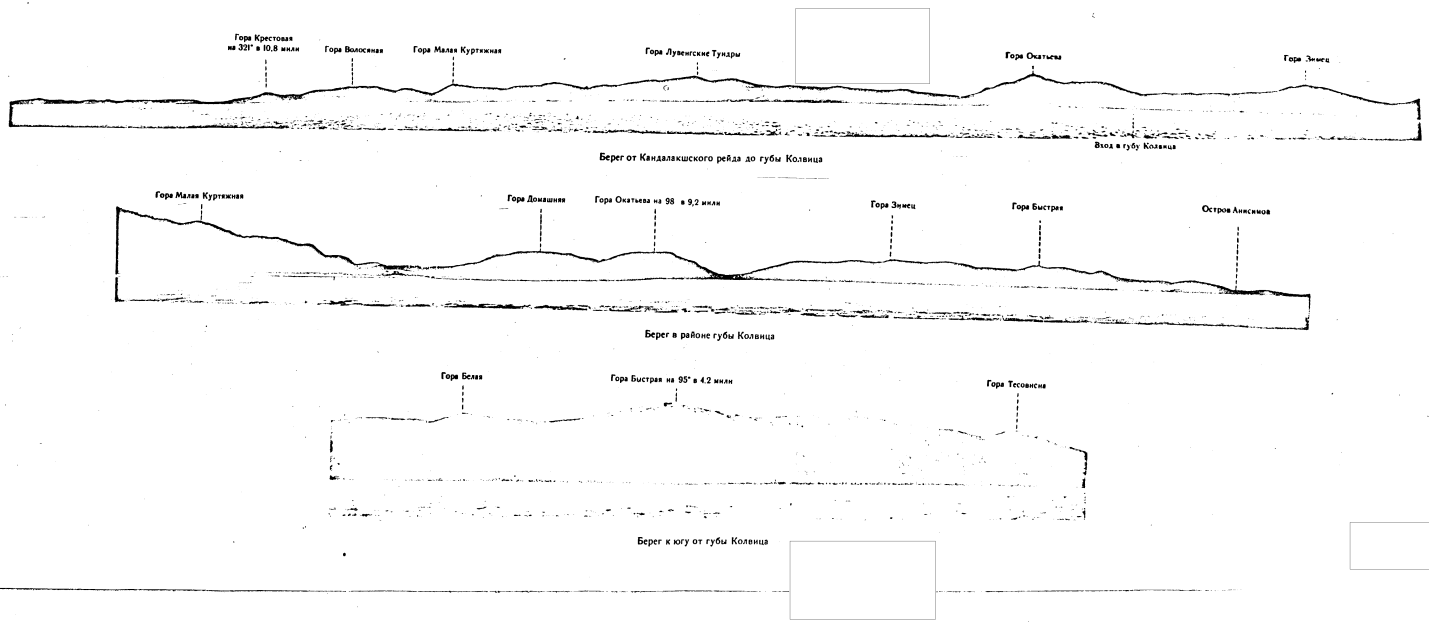 Гора Крестовая
на 321° в 10,8 мили
Гора Волосяная
Гора Малая Куртяжная
Гора Лувенгские Тундры
Гора Окатьева
Гора Зимец
Вход в губу Колвица
Берег от Кандалакшского рейда до губы Колвица
Гора Малая Куртяжная
Гора Домашняя
Гора Окатьева на 98 в 9,2 мили
Гора Зимец
Гора Быстрая
Остров Анисимов
Берег в районе губы Колвица
Гора Белая
Гора Быстрая на 95° в 4.2 мили
Гора Тесовисна
Берег к югу от губы Колвица